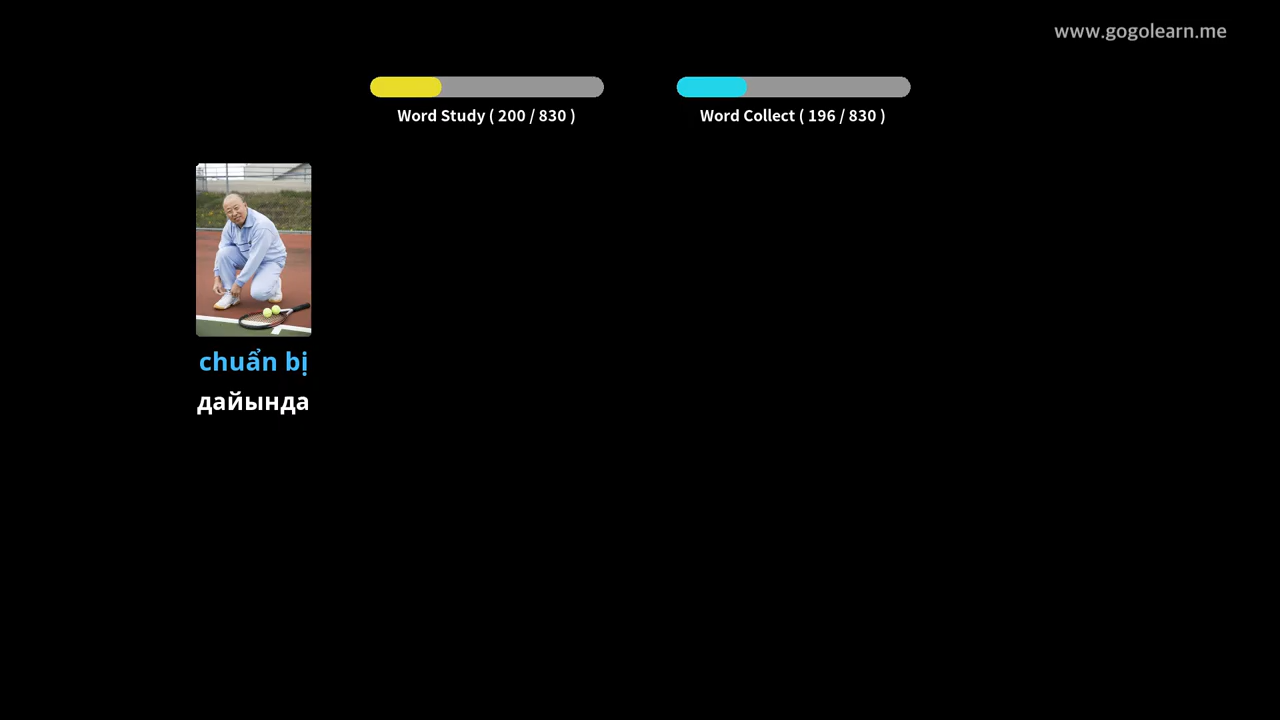 www.gogolearn.me
Word Study ( 200 / 830 )
Word Collect ( 196 / 830 )
chuẩn bị
дайында